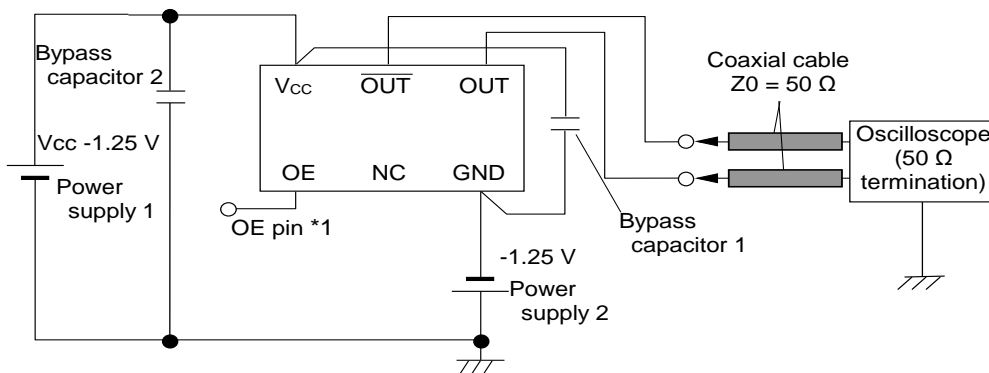 Bypass
capacitor 2
Vcc -1.25 V
Power
supply 1
VCC
OUT
OUT
OE
NC
GND
OE pin *1
-1.25 V
Power
supply 2
Bypass
capacitor 1
Coaxial cable
Z0 = 50 Ω
Oscilloscope
(50 Ω
termination)